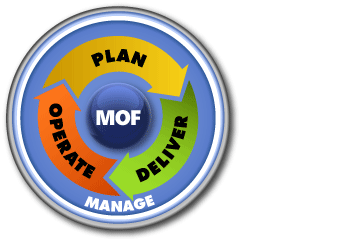 PLAN
MOF
OPERATE
DELIVER
MANAGE